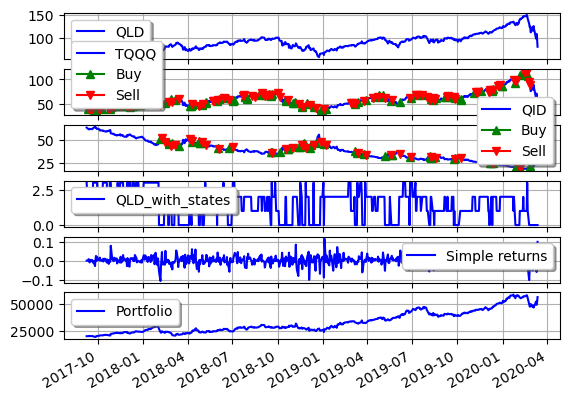 150
100
QLD
TQQQ
Buy
Sell
100
50
QID
Buy
Sell
50
25
2.5
0.0
QLD_with_states
0.1
0.0
−0.1
Simple returns
50000
25000
Portfolio
2017-10
2018-01
2018-04
2018-07
2018-10
2019-01
2019-04
2019-07
2019-10
2020-01
2020-04